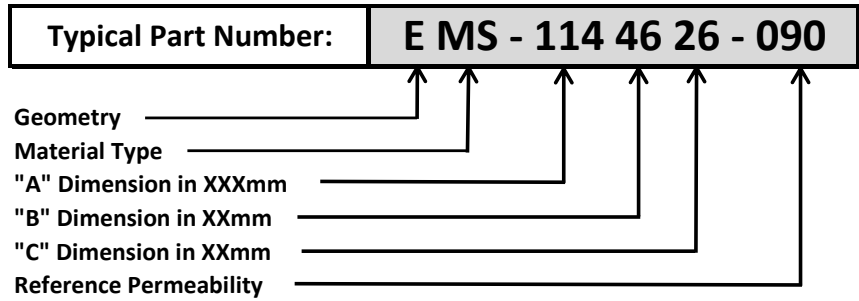 Typical Part Number: E MS - 114 46 26 - 090
Geometry
Material Type
"A" Dimension in XXXmm
"B" Dimension in XXmm
"C" Dimension in XXmm
Reference Permeability